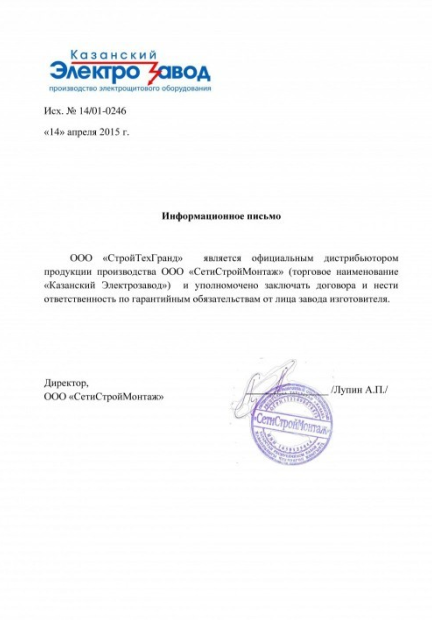 Казанский
Электро Завод
производство электрощитового оборудования
Исх. № 14/01-0246
«14» апреля 2015 г.
Информационное письмо
ООО «СтройТехГранд» является официальным дистрибьютором
продукции производства ООО «СетиСтройМонтаж» (торговое наименование
«Казанский Электрозавод») и уполномочено заключать договора и нести
ответственность по гарантийным обязательствам от лица завода изготовителя.
Директор,
ООО «СетиСтройМонтаж»
/Лупин А.П./
«СетиСтройМонтаж»